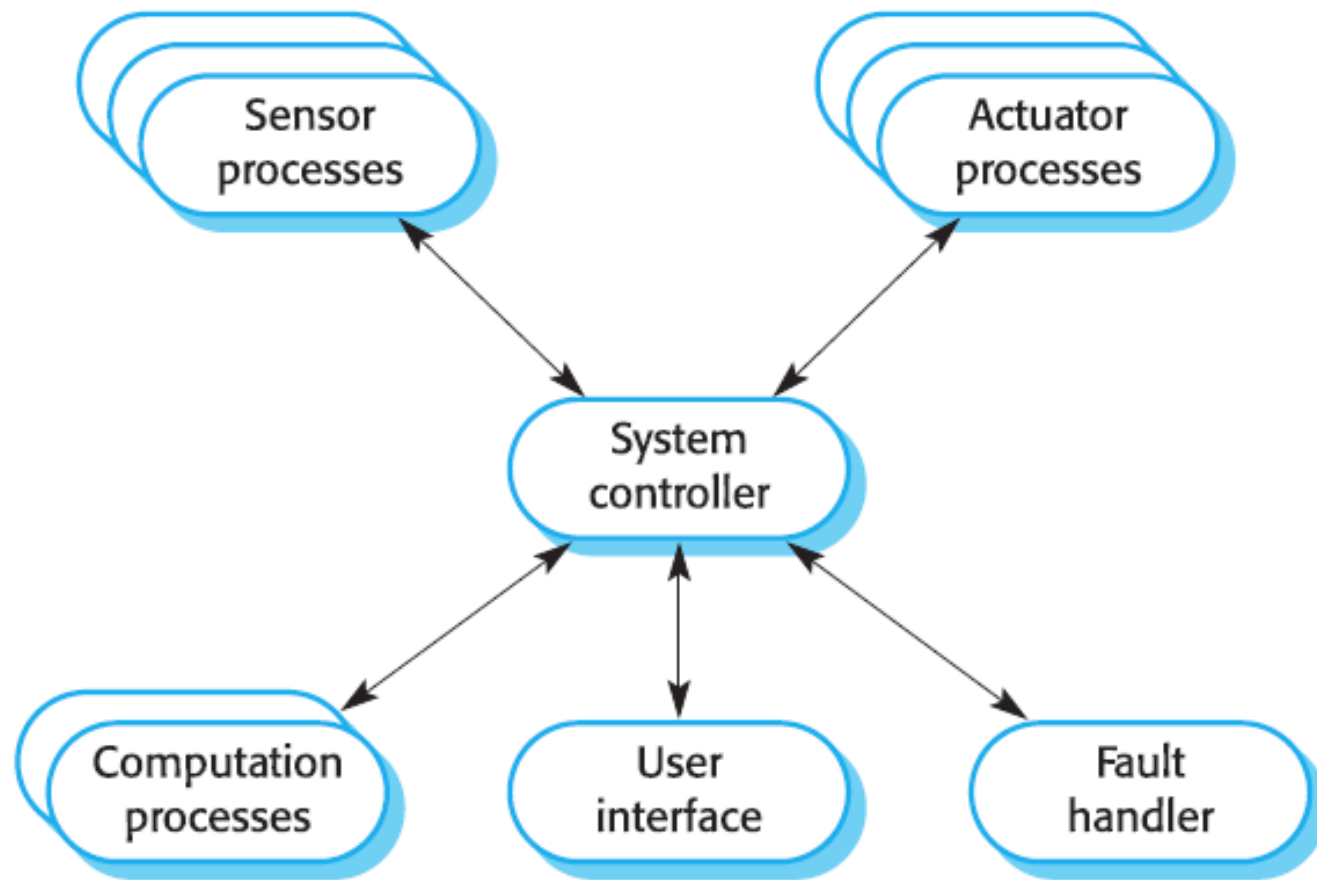 Sensor
processes
Actuator
processes
System
controller
Computation
processes
User
interface
Fault
handler